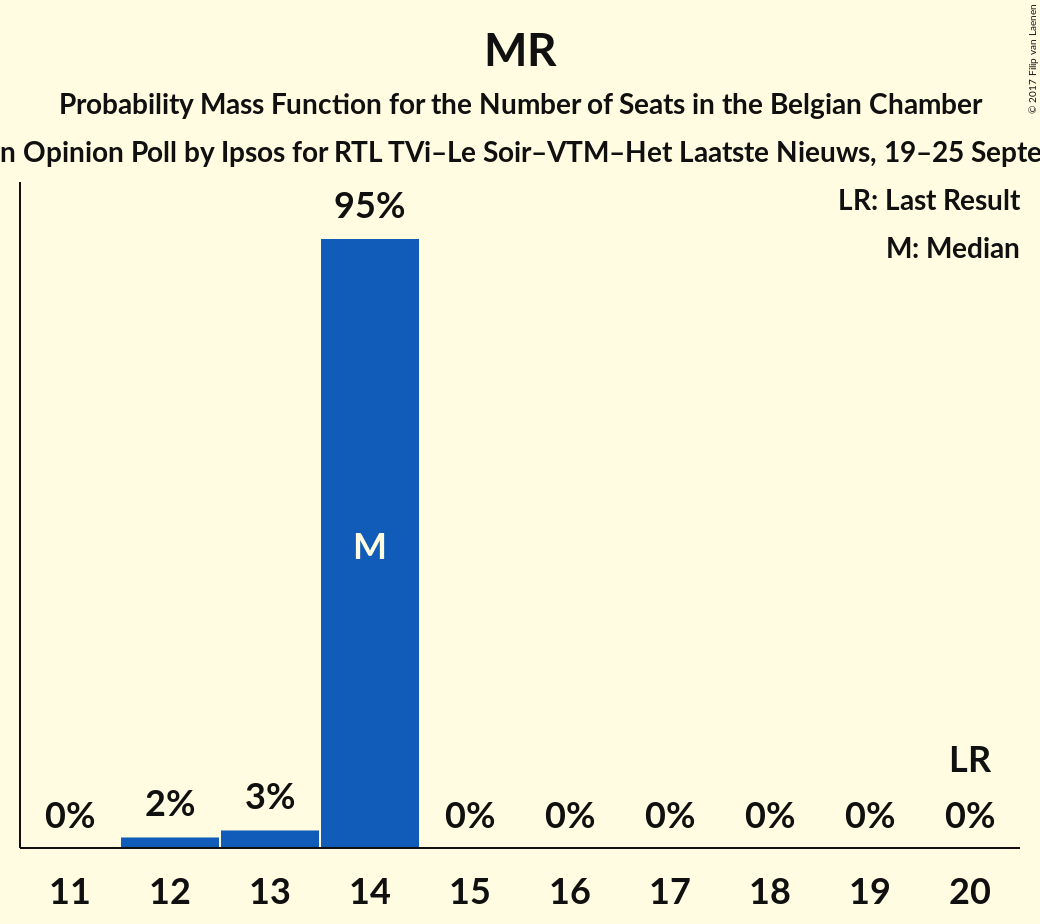 MR
Probability Mass Function for the Number of Seats in the Belgian Chamber
n Opinion Poll by Ipsos for RTL TVi–Le Soir–VTM–Het Laatste Nieuws, 19–25 Septe
© 2017 Filip van Laenen
LR: Last Result
M: Median
95%
M
LR
0% 2% 3% 0% 0% 0% 0% 0% 0%
11 12 13 14 15 16 17 18 19 20